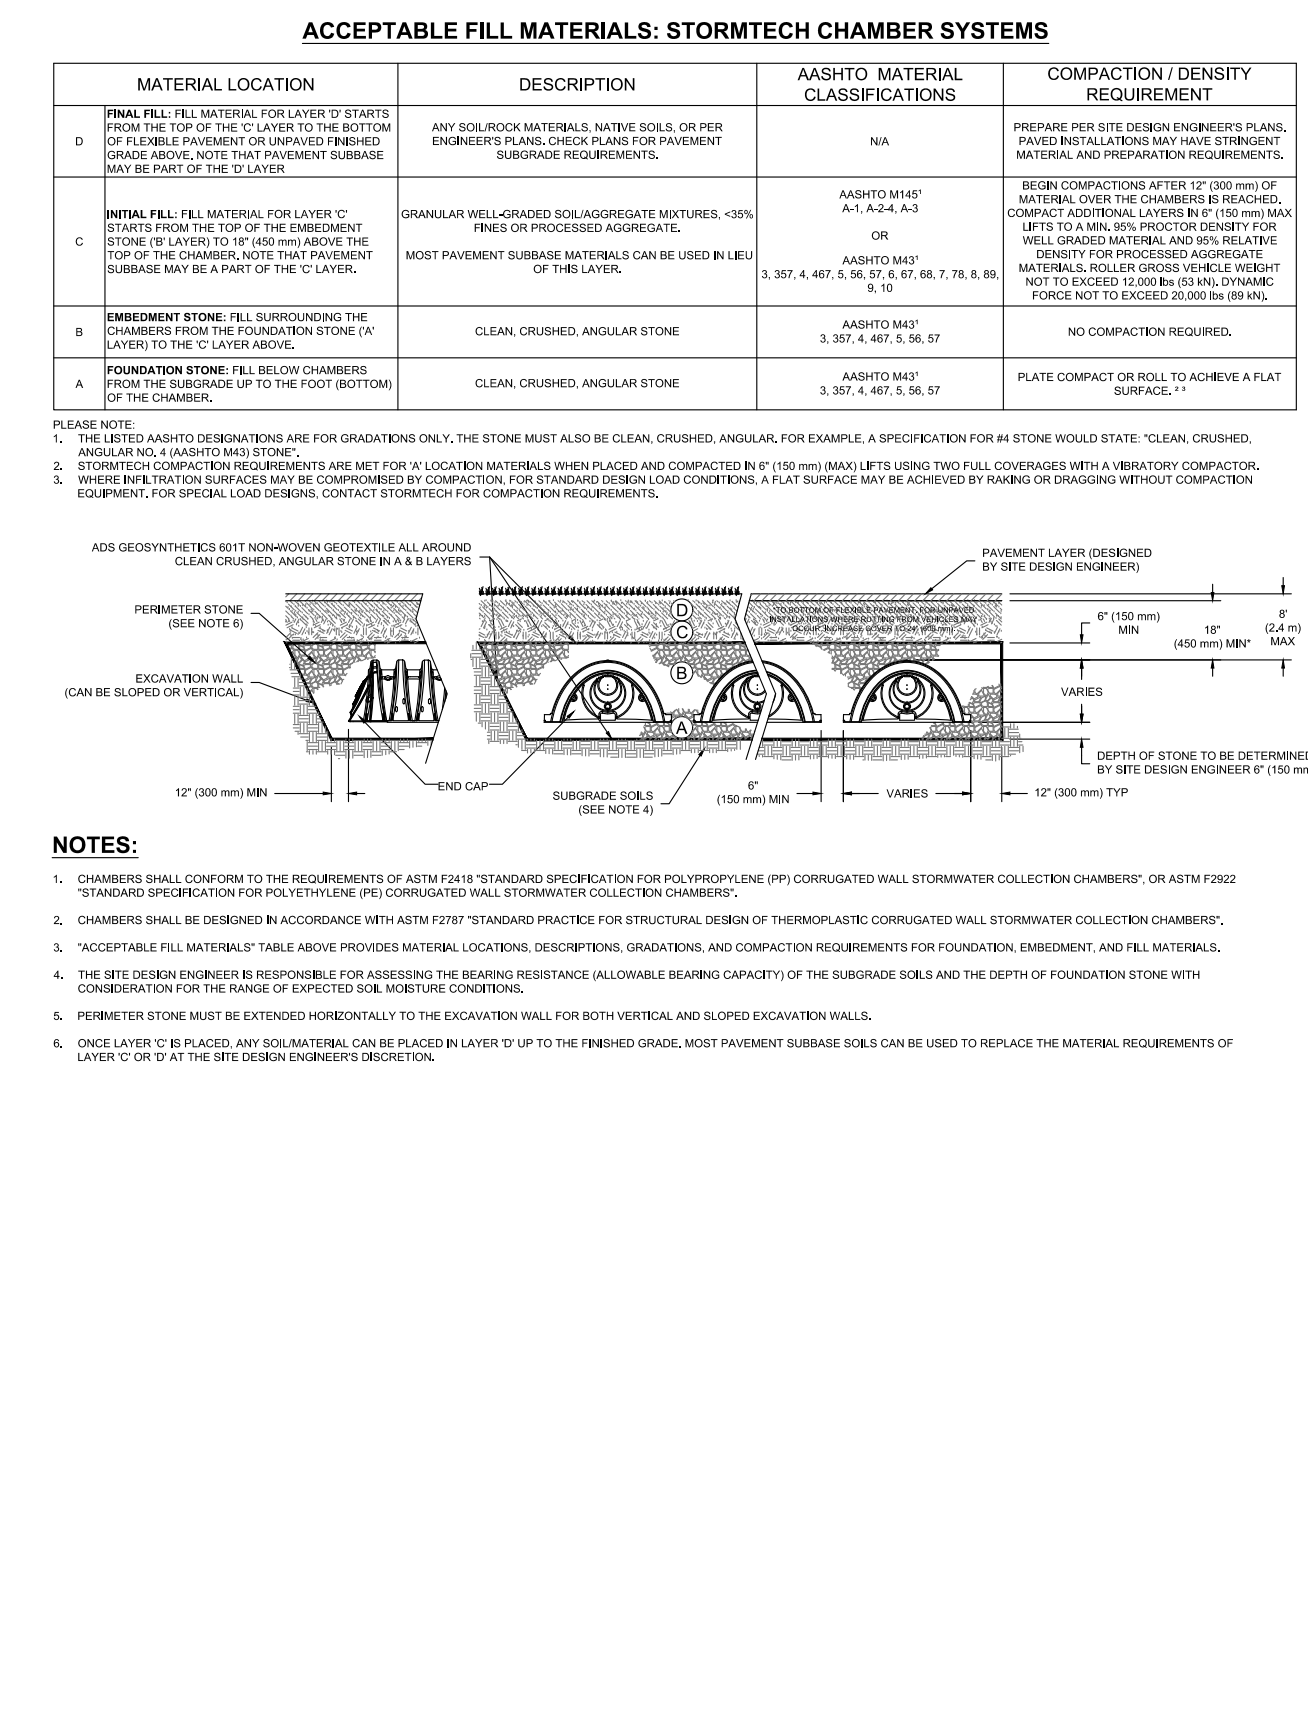 ACCEPTABLE FILL MATERIALS: STORMTECH CHAMBER SYSTEMS
MATERIAL LOCATION
DESCRIPTION
AASHTO MATERIAL
CLASSIFICATIONS
COMPACTION / DENSITY
REQUIREMENT
D
FINAL FILL: FILL MATERIAL FOR LAYER 'D' STARTS
FROM THE TOP OF THE 'C' LAYER TO THE BOTTOM
OF FLEXIBLE PAVEMENT OR UNPAVED FINISHED
GRADE ABOVE. NOTE THAT PAVEMENT SUBBASE
MAY BE PART OF THE 'D' LAYER
ANY SOIL/ROCK MATERIALS, NATIVE SOILS, OR PER
ENGINEER'S PLANS. CHECK PLANS FOR PAVEMENT
SUBGRADE REQUIREMENTS.
N/A
PREPARE PER SITE DESIGN ENGINEER'S PLANS.
PAVED INSTALLATIONS MAY HAVE STRINGENT
MATERIAL AND PREPARATION REQUIREMENTS.
C
INITIAL FILL: FILL MATERIAL FOR LAYER 'C'
STARTS FROM THE TOP OF THE EMBEDMENT
STONE ('B' LAYER) TO 18" (450 mm) ABOVE THE
TOP OF THE CHAMBER. NOTE THAT PAVEMENT
SUBBASE MAY BE A PART OF THE 'C' LAYER.
GRANULAR WELL-GRADED SOIL/AGGREGATE MIXTURES, <35%
FINES OR PROCESSED AGGREGATE.
MOST PAVEMENT SUBBASE MATERIALS CAN BE USED IN LIEU
OF THIS LAYER.
AASHTO M145¹
A-1, A-2-4, A-3
OR
AASHTO M43¹
3, 357, 4, 467, 5, 56, 57, 6, 67, 68, 7, 78, 8, 89,
9, 10
BEGIN COMPACTIONS AFTER 12" (300 mm) OF
MATERIAL OVER THE CHAMBERS IS REACHED.
COMPACT ADDITIONAL LAYERS IN 6" (150 mm) MAX
LIFTS TO A MIN. 95% PROCTOR DENSITY FOR
WELL GRADED MATERIAL AND 95% RELATIVE
DENSITY FOR PROCESSED AGGREGATE
MATERIALS. ROLLER GROSS VEHICLE WEIGHT
NOT TO EXCEED 12,000 lbs (53 kN). DYNAMIC
FORCE NOT TO EXCEED 20,000 lbs (89 kN).
B
EMBEDMENT STONE: FILL SURROUNDING THE
CHAMBERS FROM THE FOUNDATION STONE ('A'
LAYER) TO THE 'C' LAYER ABOVE.
CLEAN, CRUSHED, ANGULAR STONE
AASHTO M43¹
3, 357, 4, 467, 5, 56, 57
NO COMPACTION REQUIRED.
A
FOUNDATION STONE: FILL BELOW CHAMBERS
FROM THE SUBGRADE UP TO THE FOOT (BOTTOM)
OF THE CHAMBER.
CLEAN, CRUSHED, ANGULAR STONE
AASHTO M43¹
3, 357, 4, 467, 5, 56, 57
PLATE COMPACT OR ROLL TO ACHIEVE A FLAT
SURFACE. ² ³
PLEASE NOTE:
1. THE LISTED AASHTO DESIGNATIONS ARE FOR GRADATIONS ONLY. THE STONE MUST ALSO BE CLEAN, CRUSHED, ANGULAR. FOR EXAMPLE, A SPECIFICATION FOR #4 STONE WOULD STATE: "CLEAN, CRUSHED,
ANGULAR NO. 4 (AASHTO M43) STONE".
2. STORMTECH COMPACTION REQUIREMENTS ARE MET FOR 'A' LOCATION MATERIALS WHEN PLACED AND COMPACTED IN 6" (150 mm) (MAX) LIFTS USING TWO FULL COVERAGES WITH A VIBRATORY COMPACTOR.
3. WHERE INFILTRATION SURFACES MAY BE COMPROMISED BY COMPACTION, FOR STANDARD DESIGN LOAD CONDITIONS, A FLAT SURFACE MAY BE ACHIEVED BY RAKING OR DRAGGING WITHOUT COMPACTION
EQUIPMENT. FOR SPECIAL LOAD DESIGNS, CONTACT STORMTECH FOR COMPACTION REQUIREMENTS.
ADS GEOSYNTHETICS 601T NON-WOVEN GEOTEXTILE ALL AROUND
CLEAN CRUSHED, ANGULAR STONE IN A & B LAYERS
PAVEMENT LAYER (DESIGNED
BY SITE DESIGN ENGINEER)
PERIMETER STONE
(SEE NOTE 6)
EXCAVATION WALL
(CAN BE SLOPED OR VERTICAL)
D
C
B
A
*TO BOTTOM OF FLEXIBLE PAVEMENT. FOR UNPAVED
INSTALLATIONS WHERE RUTTING FROM VEHICLES MAY
OCCUR, INCREASE COVER TO 24" (600 mm).
6" (150 mm)
MIN
18"
(450 mm) MIN*
8'
(2.4 m)
MAX
VARIES
DEPTH OF STONE TO BE DETERMINED
BY SITE DESIGN ENGINEER 6" (150 mm
12" (300 mm) MIN
END CAP
SUBGRADE SOILS
(SEE NOTE 4)
6"
(150 mm) MIN
VARIES
12" (300 mm) TYP
NOTES:
1. CHAMBERS SHALL CONFORM TO THE REQUIREMENTS OF ASTM F2418 "STANDARD SPECIFICATION FOR POLYPROPYLENE (PP) CORRUGATED WALL STORMWATER COLLECTION CHAMBERS", OR ASTM F2922
"STANDARD SPECIFICATION FOR POLYETHYLENE (PE) CORRUGATED WALL STORMWATER COLLECTION CHAMBERS".
2. CHAMBERS SHALL BE DESIGNED IN ACCORDANCE WITH ASTM F2787 "STANDARD PRACTICE FOR STRUCTURAL DESIGN OF THERMOPLASTIC CORRUGATED WALL STORMWATER COLLECTION CHAMBERS".
3. "ACCEPTABLE FILL MATERIALS" TABLE ABOVE PROVIDES MATERIAL LOCATIONS, DESCRIPTIONS, GRADATIONS, AND COMPACTION REQUIREMENTS FOR FOUNDATION, EMBEDMENT, AND FILL MATERIALS.
4. THE SITE DESIGN ENGINEER IS RESPONSIBLE FOR ASSESSING THE BEARING RESISTANCE (ALLOWABLE BEARING CAPACITY) OF THE SUBGRADE SOILS AND THE DEPTH OF FOUNDATION STONE WITH
CONSIDERATION FOR THE RANGE OF EXPECTED SOIL MOISTURE CONDITIONS.
5. PERIMETER STONE MUST BE EXTENDED HORIZONTALLY TO THE EXCAVATION WALL FOR BOTH VERTICAL AND SLOPED EXCAVATION WALLS.
6. ONCE LAYER 'C' IS PLACED, ANY SOIL/MATERIAL CAN BE PLACED IN LAYER 'D' UP TO THE FINISHED GRADE. MOST PAVEMENT SUBBASE SOILS CAN BE USED TO REPLACE THE MATERIAL REQUIREMENTS OF
LAYER 'C' OR 'D' AT THE SITE DESIGN ENGINEER'S DISCRETION.